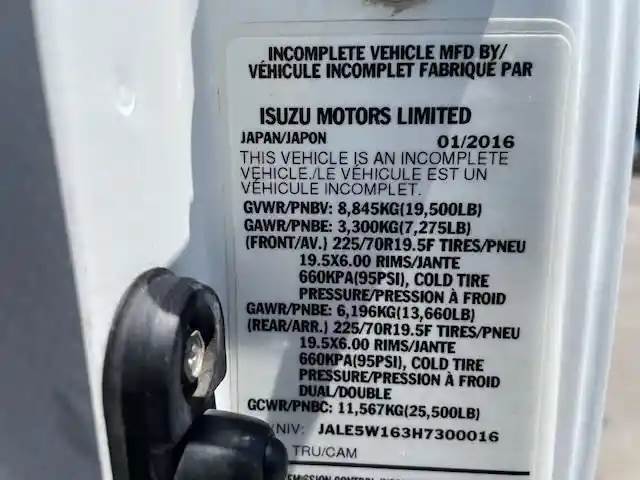 INCOMPLETE VEHICLE MFD BY/
VÉHICULE INCOMPLET FABRIQUE PAR
ISUZU MOTORS LIMITED
JAPAN/JAPON 01/2016
THIS VEHICLE IS AN INCOMPLETE
VEHICLE./LE VÉHICULE EST UN
VÉHICULE INCOMPLET.
GVWR/PNBV: 8,845KG(19,500LB)
GAWR/PNBE: 3,300KG(7,275LB)
(FRONT/AV.) 225/70R19.5F TIRES/PNEU
19.5X6.00 RIMS/JANTE
660KPA(95PSI), COLD TIRE
PRESSURE/PRESSION À FROID
GAWR/PNBE: 6,196KG(13,660LB)
(REAR/ARR.) 225/70R19.5F TIRES/PNEU
19.5X6.00 RIMS/JANTE
660KPA(95PSI), COLD TIRE
PRESSURE/PRESSION À FROID
DUAL/DOUBLE
GCWR/PNBC: 11,567KG(25,500LB)
/NIV: JALE5W163H7300016
TRU/CAM